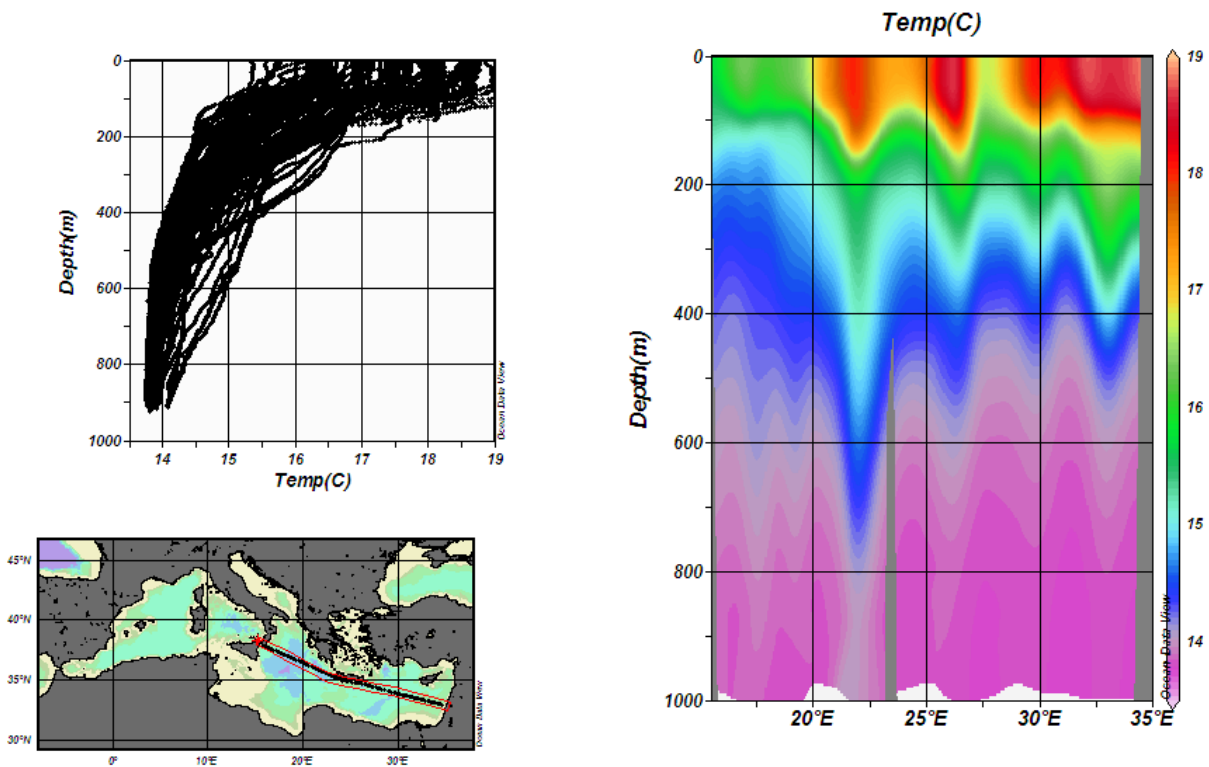 0
200
400
600
800
1000
Depth(m)
14
15
16
17
18
19
Temp(C)
Ocean Data View
45°N
40°N
35°N
30°N
0°
10°E
20°E
30°E
Ocean Data View
Temp(C)
0
200
400
600
800
1000
Depth(m)
20°E
25°E
30°E
35°E
19
18
17
16
15
14
Ocean Data View